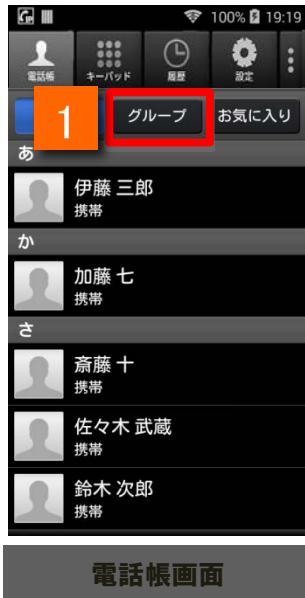 100% 19:19
電話帳 キーパッド 履歴 設定
1 グループ お気に入り
あ
伊藤 三郎
携帯
か
加藤 七
携帯
さ
斎藤 十
携帯
佐々木 武蔵
携帯
鈴木 次郎
携帯
電話帳画面